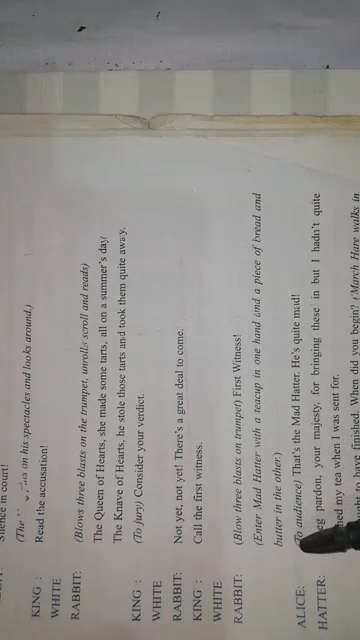 Silence in court!
(The on his spectacles and looks around.)
KING : Read the accusation!
WHITE
RABBIT: (Blows three blasts on the trumpet, unrolls scroll and reads)
The Queen of Hearts, she made some tarts, all on a summer's day/
The Knave of Hearts, he stole those tarts and took them quite away.
KING : (To jury) Consider your verdict.
WHITE
RABBIT: Not yet, not yet! There's a great deal to come.
KING : Call the first witness.
WHITE
RABBIT: (Blow three blasts on trumpet) First Witness!
(Enter Mad Hatter with a teacup in one hand and a piece of bread and
butter in the other.)
ALICE: (To audience) That's the Mad Hatter. He's quite mad!
HATTER: pardon, your majesty, for bringing these in but I hadn't quite
my tea when I was sent for.
to have finished. When did you begin? (March Hare walks in